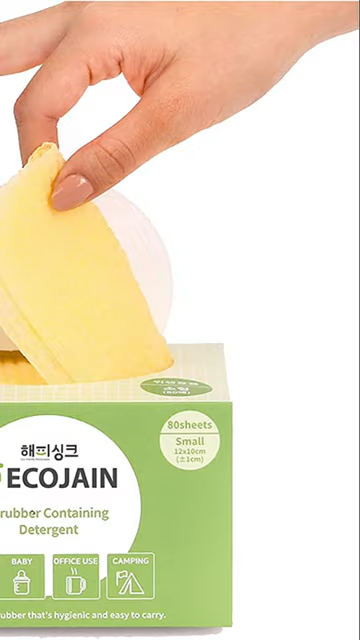 80sheets
Small
12x10cm
(±1cm)
해피싱크
ECOJAIN
rubber Containing
Detergent
BABY
OFFICE USE
CAMPING
ubber that's hygienic and easy to carry.